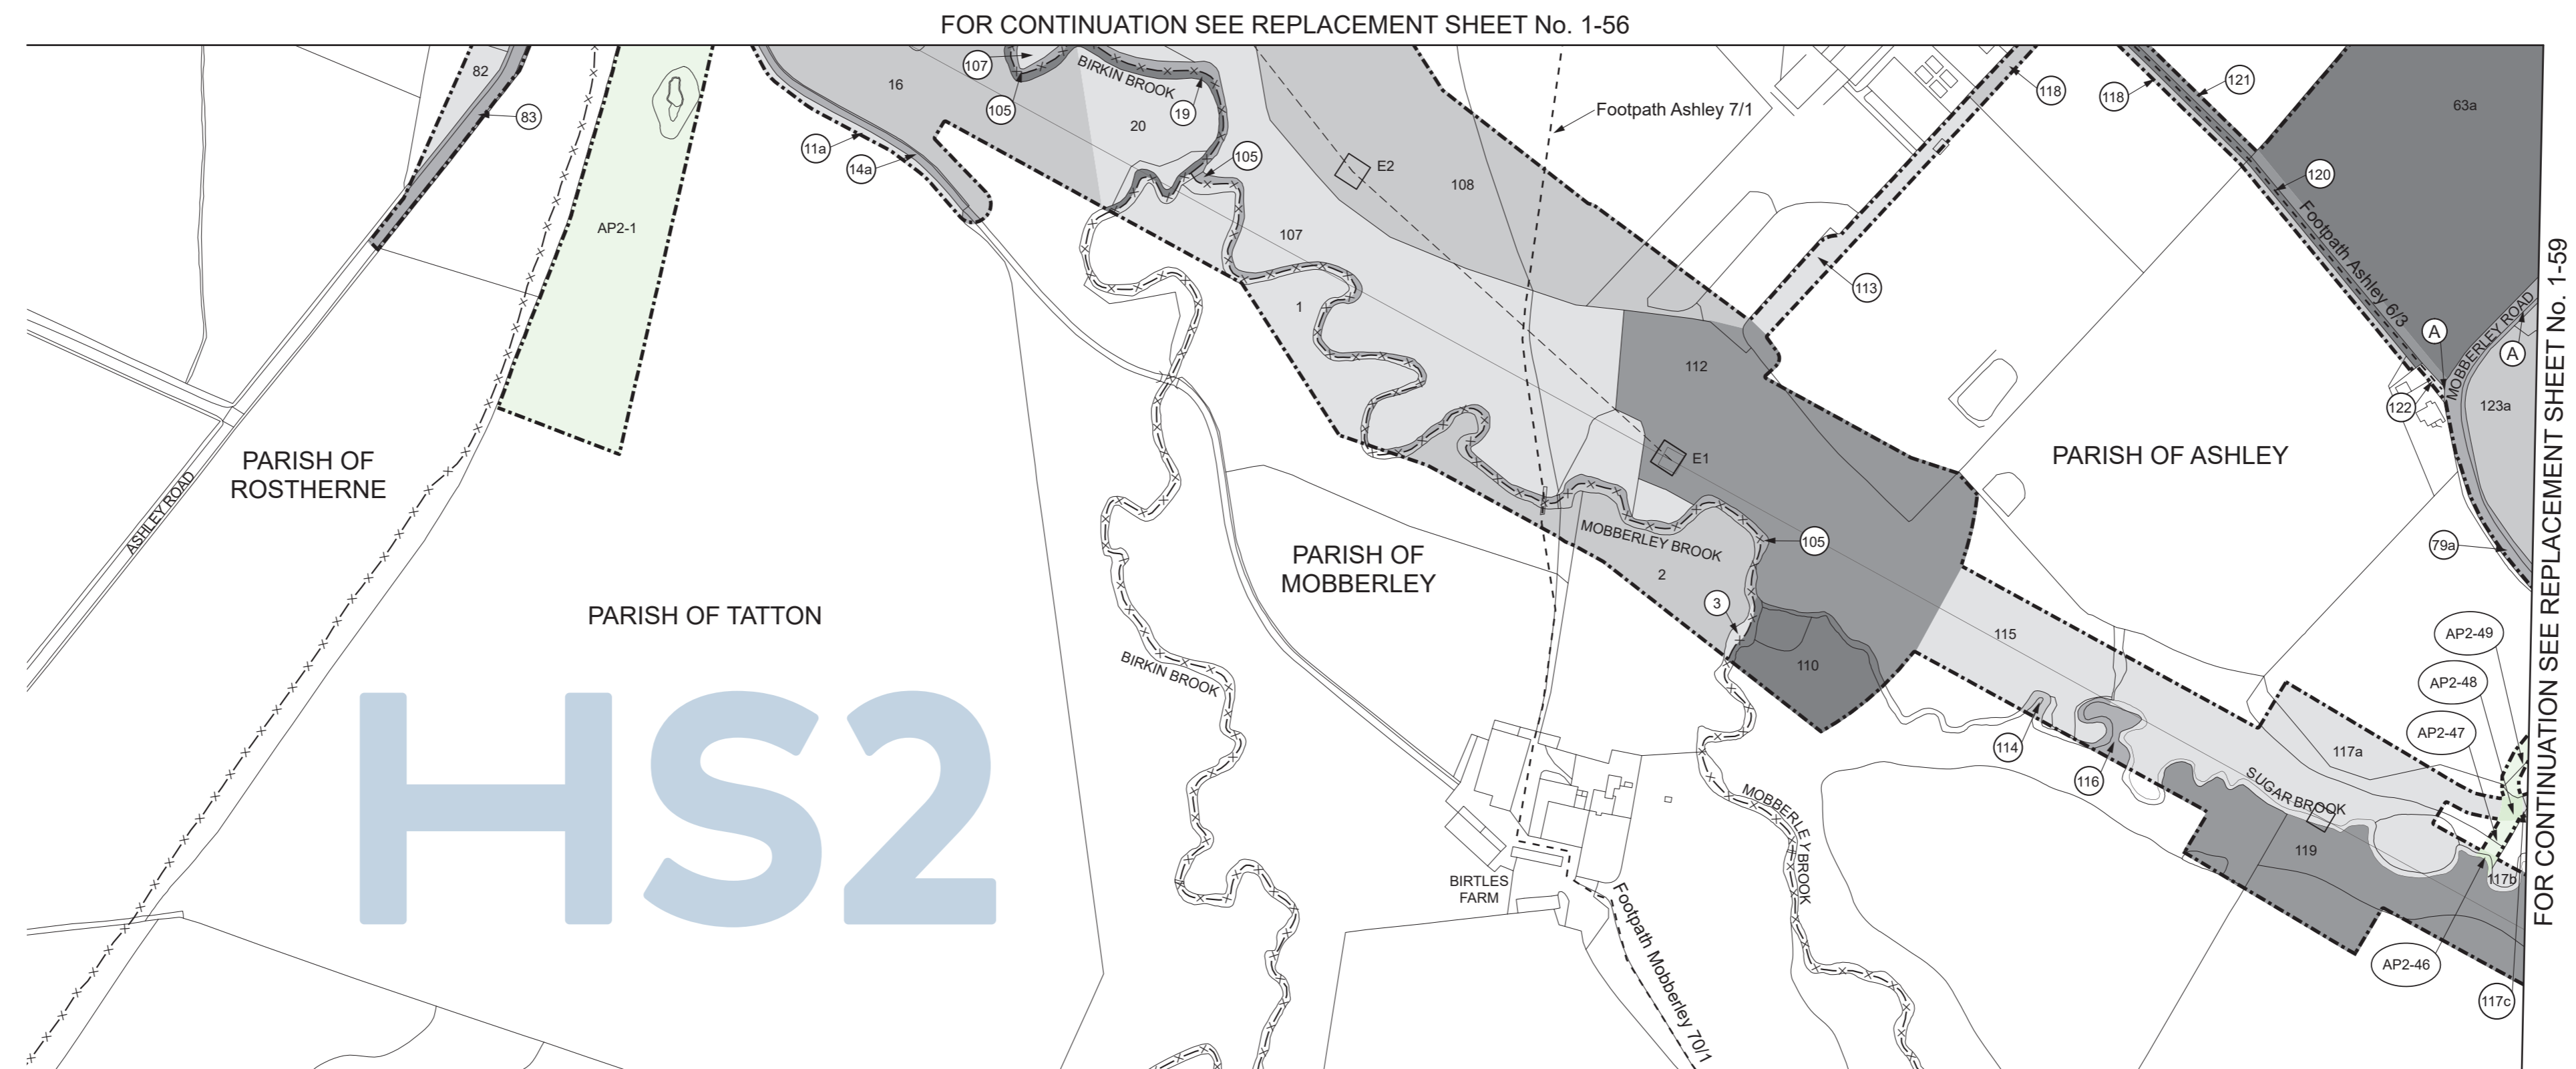 FOR CONTINUATION SEE REPLACEMENT SHEET No. 1-56
82
83
AP2-1
16
11a
14a
107
105
BIRKIN BROOK
19
20
105
107
1
E2
108
Footpath Ashley 7/1
118
118
121
63a
120
Footpath Ashley 6/3
113
112
E1
A
MOBBERLEY ROAD
A
122
123a
79a
PARISH OF ASHLEY
FOR CONTINUATION SEE REPLACEMENT SHEET No. 1-59
PARISH OF
ROSTHERNE
ASHLEY ROAD
PARISH OF TATTON
PARISH OF
MOBBERLEY
MOBBERLEY BROOK
105
2
3
110
115
BIRKIN BROOK
HS2
114
116
117a
SUGAR BROOK
119
117b
AP2-49
AP2-48
AP2-47
AP2-46
117c
MOBBERLEY BROOK
BIRTLES
FARM
Footpath Mobberley 70/1